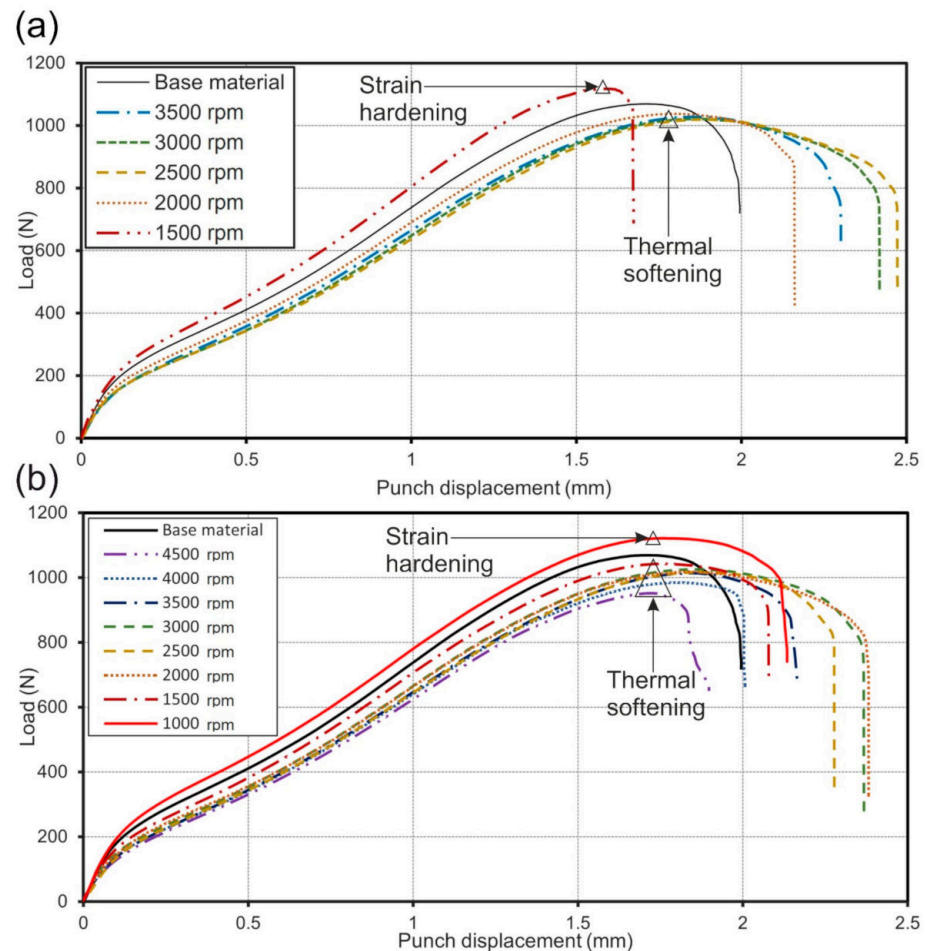 (a)
1200
1000
800
600
400
200
0
Load (N)
Base material
3500 rpm
3000 rpm
2500 rpm
2000 rpm
1500 rpm
Strain
hardening
Thermal
softening
0
0.5
1
1.5
2
2.5
Punch displacement (mm)
(b)
1200
1000
800
600
400
200
0
Load (N)
Base material
4500 rpm
4000 rpm
3500 rpm
3000 rpm
2500 rpm
2000 rpm
1500 rpm
1000 rpm
Strain
hardening
Thermal
softening
0
0.5
1
1.5
2
2.5
Punch displacement (mm)